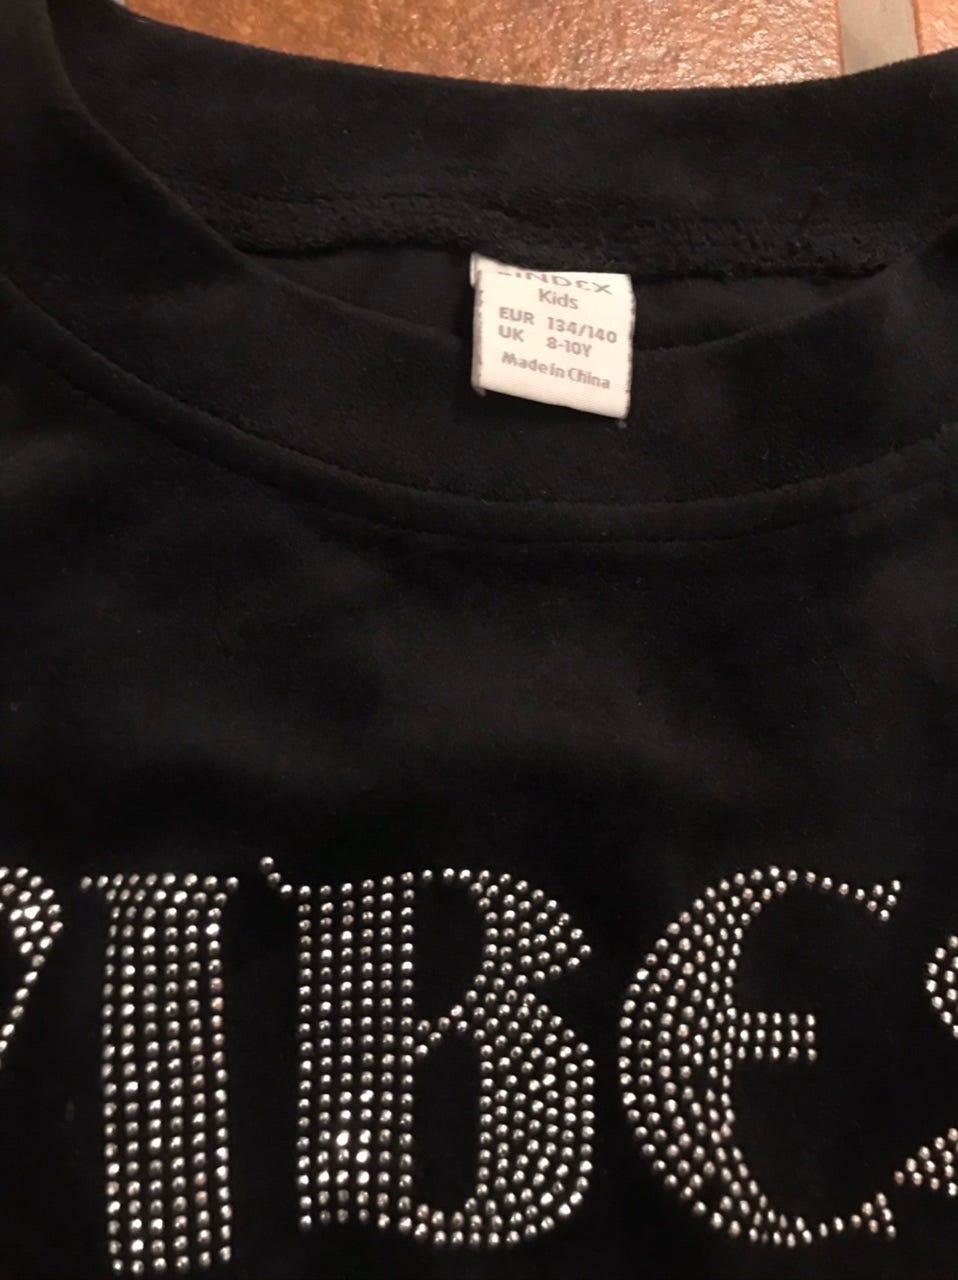 LINDEX
Kids
EUR 134/140
UK 8-10Y
Made in China
VIBES